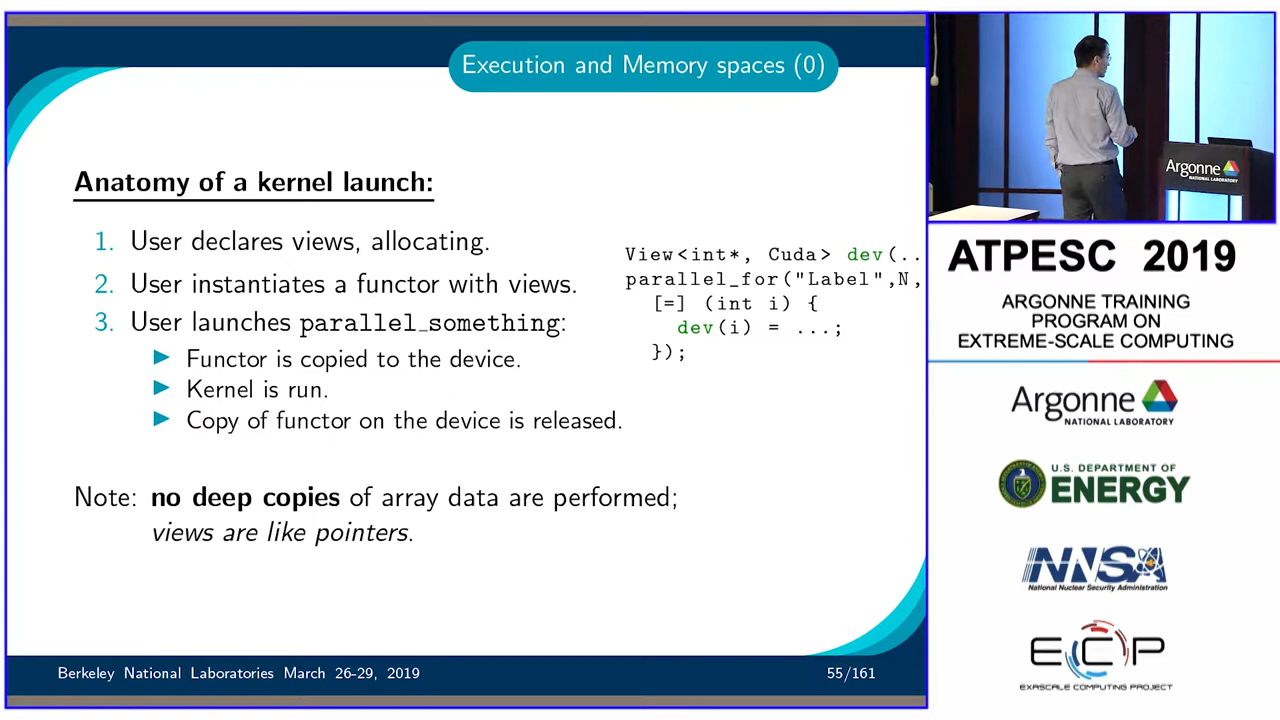 Execution and Memory spaces (0)
Anatomy of a kernel launch:
1. User declares views, allocating.
2. User instantiates a functor with views.
3. User launches parallel_something:
Functor is copied to the device.
Kernel is run.
Copy of functor on the device is released.
View<int*, Cuda> dev(..
parallel_for("Label",N,
[=] (int i) {
dev(i) = ...;
});
Note: no deep copies of array data are performed;
views are like pointers.
Berkeley National Laboratories March 26-29, 2019
55/161
Argonne
NATIONAL LABORATORY
ATPESC 2019
ARGONNE TRAINING
PROGRAM ON
EXTREME-SCALE COMPUTING
Argonne
NATIONAL LABORATORY
U.S. DEPARTMENT OF
ENERGY
NNSA
National Nuclear Security Administration
ECP
EXASCALE COMPUTING PROJECT